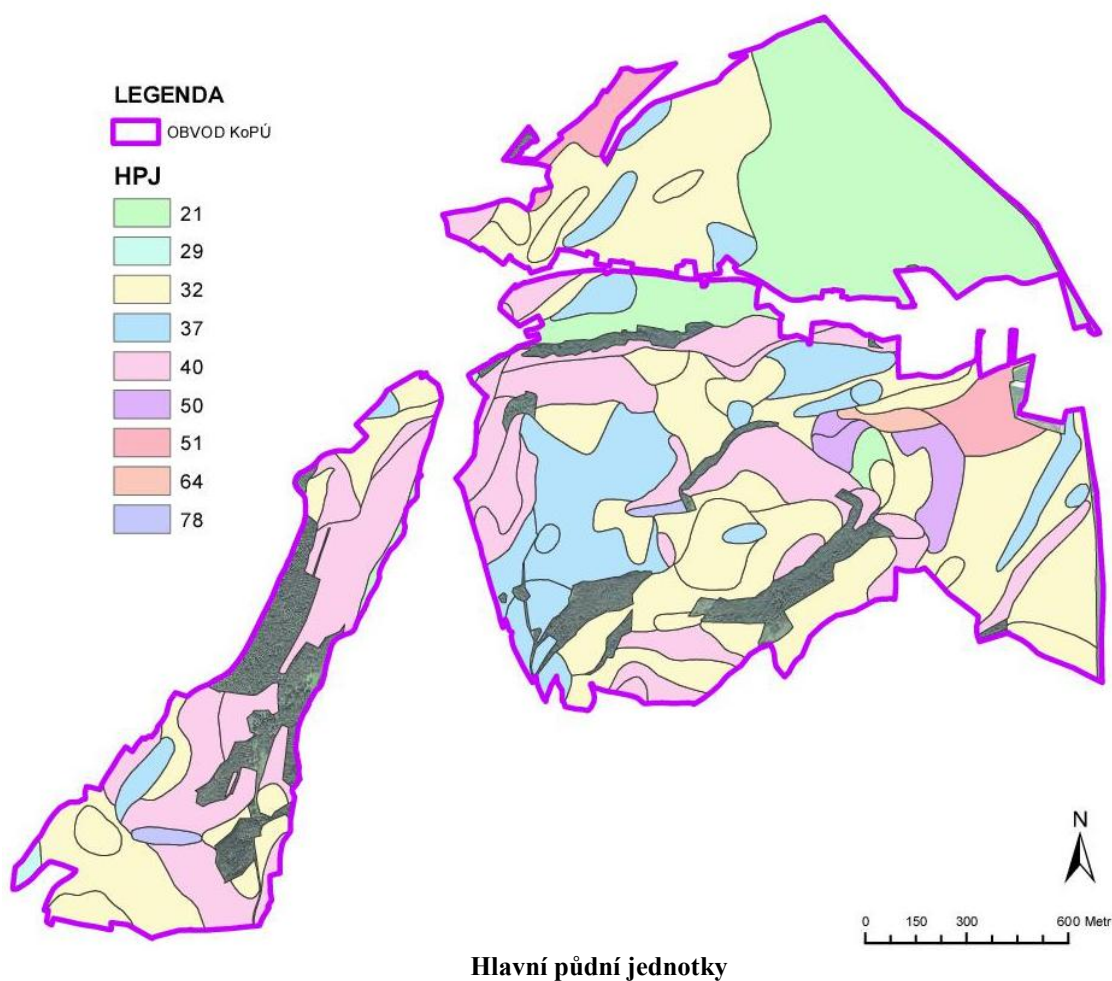 LEGENDA
OBVOD KoPÚ
HPJ
21
29
32
37
40
50
51
64
78
N
0 150 300 600 Metr
Hlavní půdní jednotky